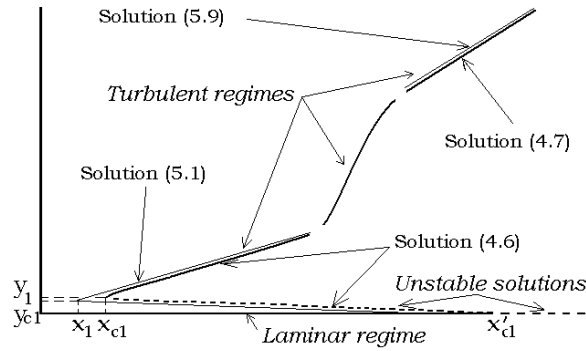 Solution (5.9)
Turbulent regimes
Solution (4.7)
Solution (5.1)
Solution (4.6)
Unstable solutions
y1
yc1
x1 xc1
Laminar regime
x'c1